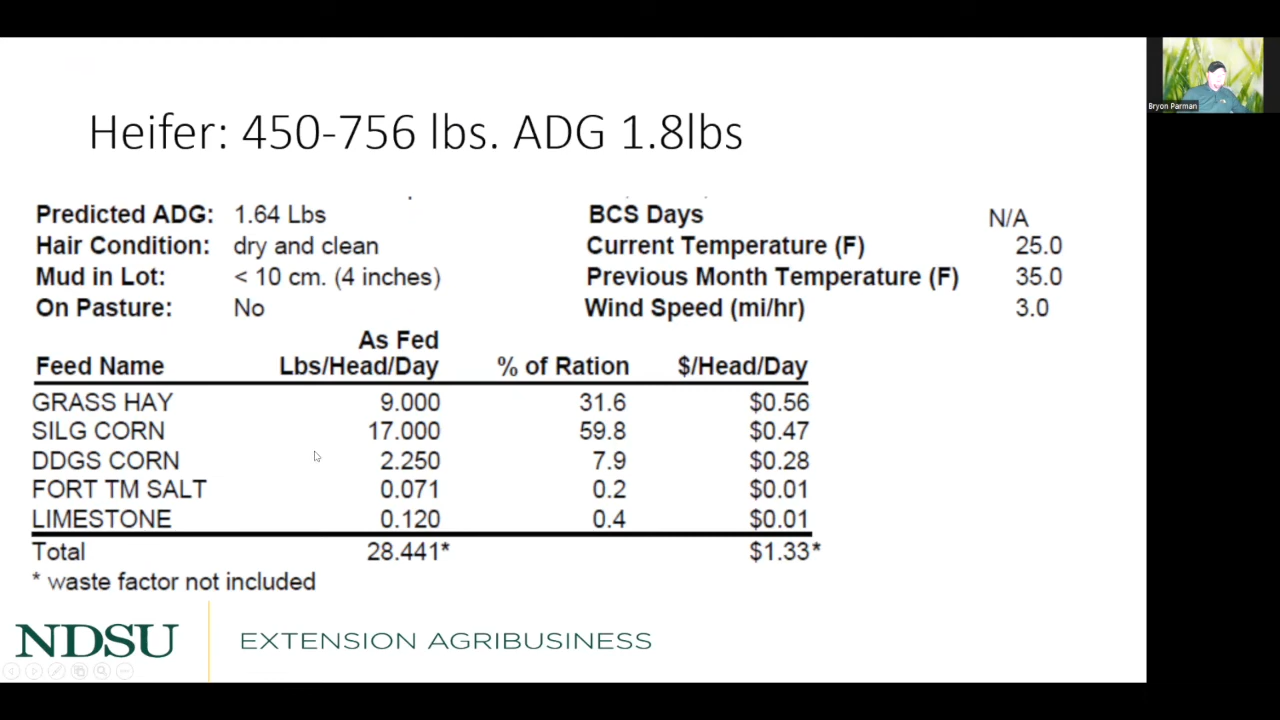 Heifer: 450-756 lbs. ADG 1.8lbs
Bryon Parman
Predicted ADG: 1.64 Lbs BCS Days N/A
Hair Condition: dry and clean Current Temperature (F) 25.0
Mud in Lot: < 10 cm. (4 inches) Previous Month Temperature (F) 35.0
On Pasture: No Wind Speed (mi/hr) 3.0
As Fed
Feed Name Lbs/Head/Day % of Ration $/Head/Day
GRASS HAY 9.000 31.6 $0.56
SILG CORN 17.000 59.8 $0.47
DDGS CORN 2.250 7.9 $0.28
FORT TM SALT 0.071 0.2 $0.01
LIMESTONE 0.120 0.4 $0.01
Total 28.441* $1.33*
* waste factor not included
NDSU EXTENSION AGRIBUSINESS